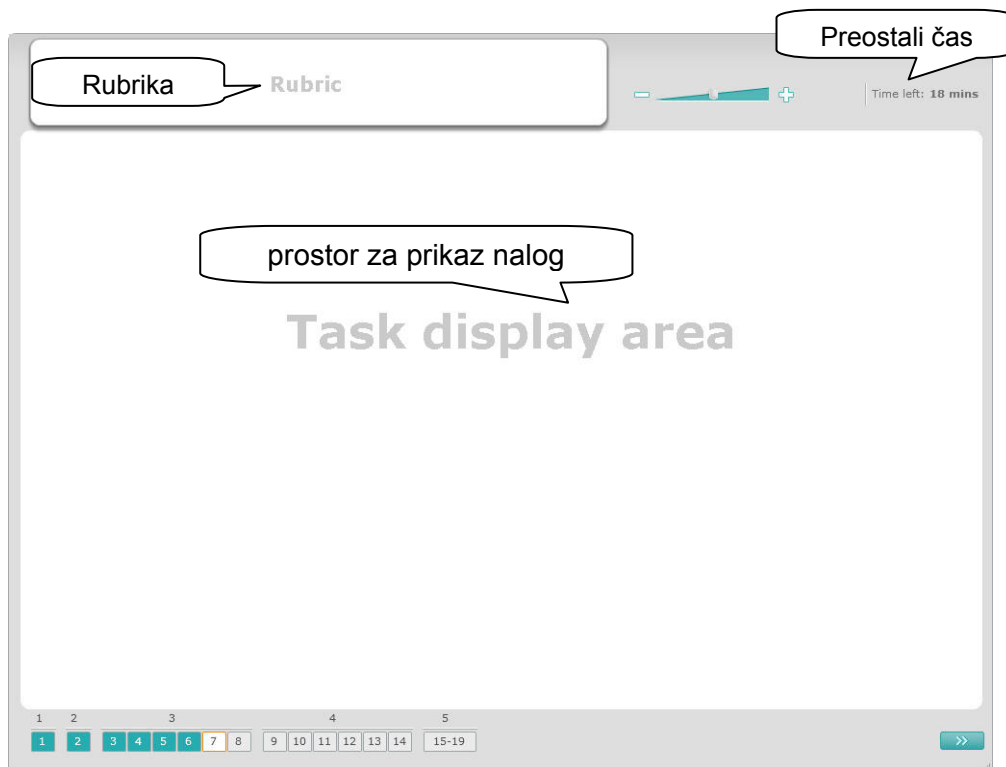 Preostali čas
Rubrika
Rubric
Time left: 18 mins
prostor za prikaz nalog
Task display area
1 2 3 4 5
1 2 3 4 5 6 7 8 9 10 11 12 13 14 15-19 >>